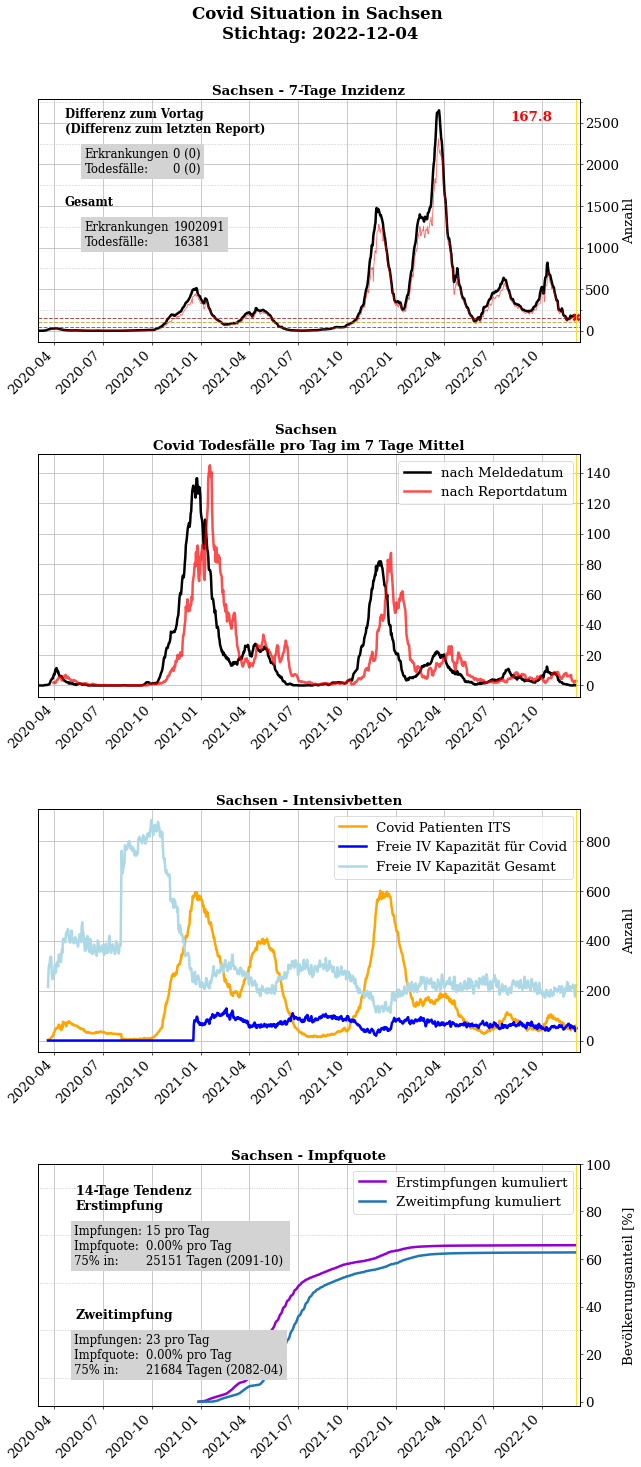 Covid Situation in Sachsen
Stichtag: 2022-12-04
Sachsen - 7-Tage Inzidenz
Differenz zum Vortag
(Differenz zum letzten Report)
Erkrankungen 0 (0)
Todesfälle: 0 (0)
Gesamt
Erkrankungen 1902091
Todesfälle: 16381
167.8
2500
2000
1500
1000
500
0
Anzahl
2020-04
2020-07
2020-10
2021-01
2021-04
2021-07
2021-10
2022-01
2022-04
2022-07
2022-10
Sachsen
Covid Todesfälle pro Tag im 7 Tage Mittel
nach Meldedatum
nach Reportdatum
140
120
100
80
60
40
20
0
2020-04
2020-07
2020-10
2021-01
2021-04
2021-07
2021-10
2022-01
2022-04
2022-07
2022-10
Sachsen - Intensivbetten
Covid Patienten ITS
Freie IV Kapazität für Covid
Freie IV Kapazität Gesamt
800
600
400
200
0
Anzahl
2020-04
2020-07
2020-10
2021-01
2021-04
2021-07
2021-10
2022-01
2022-04
2022-07
2022-10
Sachsen - Impfquote
14-Tage Tendenz
Erstimpfung
Impfungen: 15 pro Tag
Impfquote: 0.00% pro Tag
75% in: 25151 Tagen (2091-10)
Zweitimpfung
Impfungen: 23 pro Tag
Impfquote: 0.00% pro Tag
75% in: 21684 Tagen (2082-04)
Erstimpfungen kumuliert
Zweitimpfung kumuliert
100
80
60
40
20
0
Bevölkerungsanteil [%]
2020-04
2020-07
2020-10
2021-01
2021-04
2021-07
2021-10
2022-01
2022-04
2022-07
2022-10